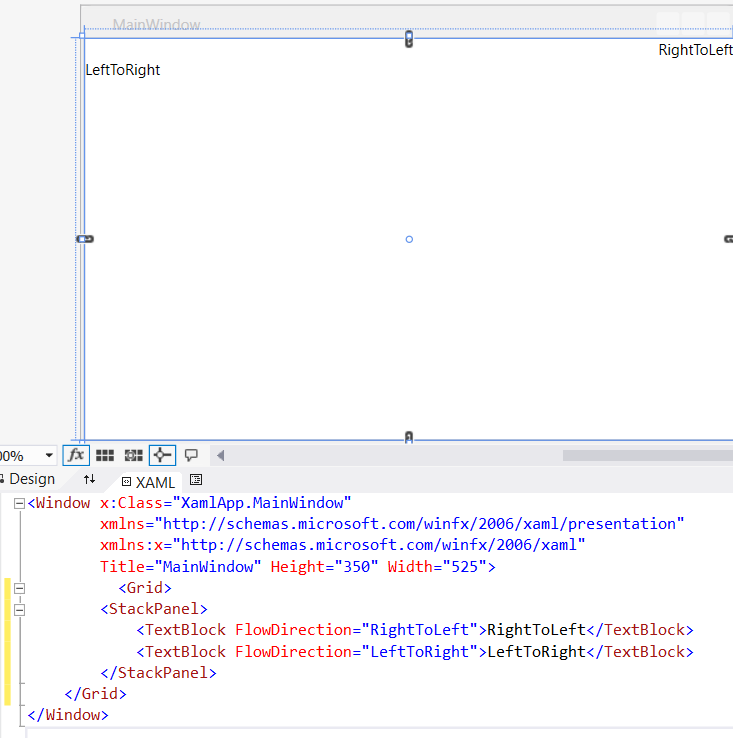 MainWindow
RightToLeft
LeftToRight
00% fx
Design XAML
<Window x:Class="XamlApp.MainWindow"
xmlns="http://schemas.microsoft.com/winfx/2006/xaml/presentation"
xmlns:x="http://schemas.microsoft.com/winfx/2006/xaml"
Title="MainWindow" Height="350" Width="525">
<Grid>
<StackPanel>
<TextBlock FlowDirection="RightToLeft">RightToLeft</TextBlock>
<TextBlock FlowDirection="LeftToRight">LeftToRight</TextBlock>
</StackPanel>
</Grid>
</Window>